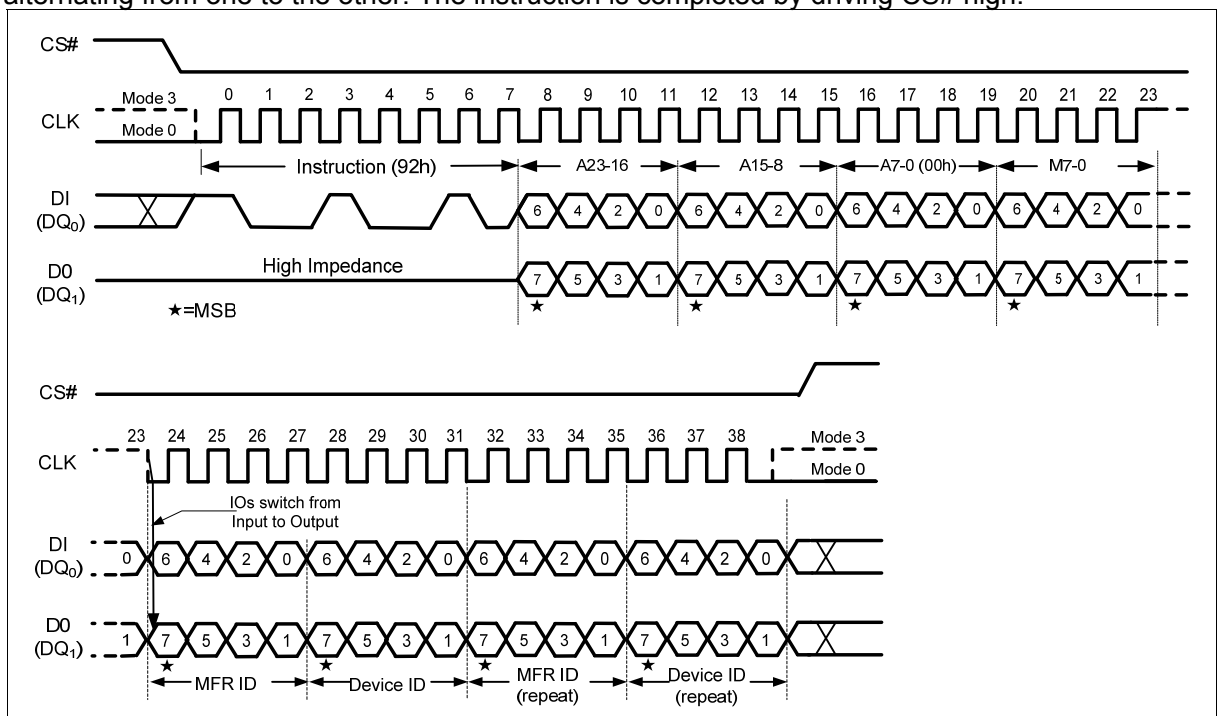 alternating from one to the other. The instruction is completed by driving CS# high.
CS#
Mode 3
CLK
Mode 0
0 1 2 3 4 5 6 7 8 9 10 11 12 13 14 15 16 17 18 19 20 21 22 23
Instruction (92h) A23-16 A15-8 A7-0 (00h) M7-0
DI
(DQ0)
6 4 2 0 6 4 2 0 6 4 2 0 6 4 2 0
D0
(DQ1)
High Impedance
7 5 3 1 7 5 3 1 7 5 3 1 7 5 3 1
★ ★ ★ ★
★=MSB
CS#
23 24 25 26 27 28 29 30 31 32 33 34 35 36 37 38
Mode 3
CLK
Mode 0
IOs switch from
Input to Output
DI
(DQ0)
0 6 4 2 0 6 4 2 0 6 4 2 0 6 4 2 0
D0
(DQ1)
1 7 5 3 1 7 5 3 1 7 5 3 1 7 5 3 1
★ ★ ★ ★
MFR ID Device ID MFR ID
(repeat)
Device ID
(repeat)